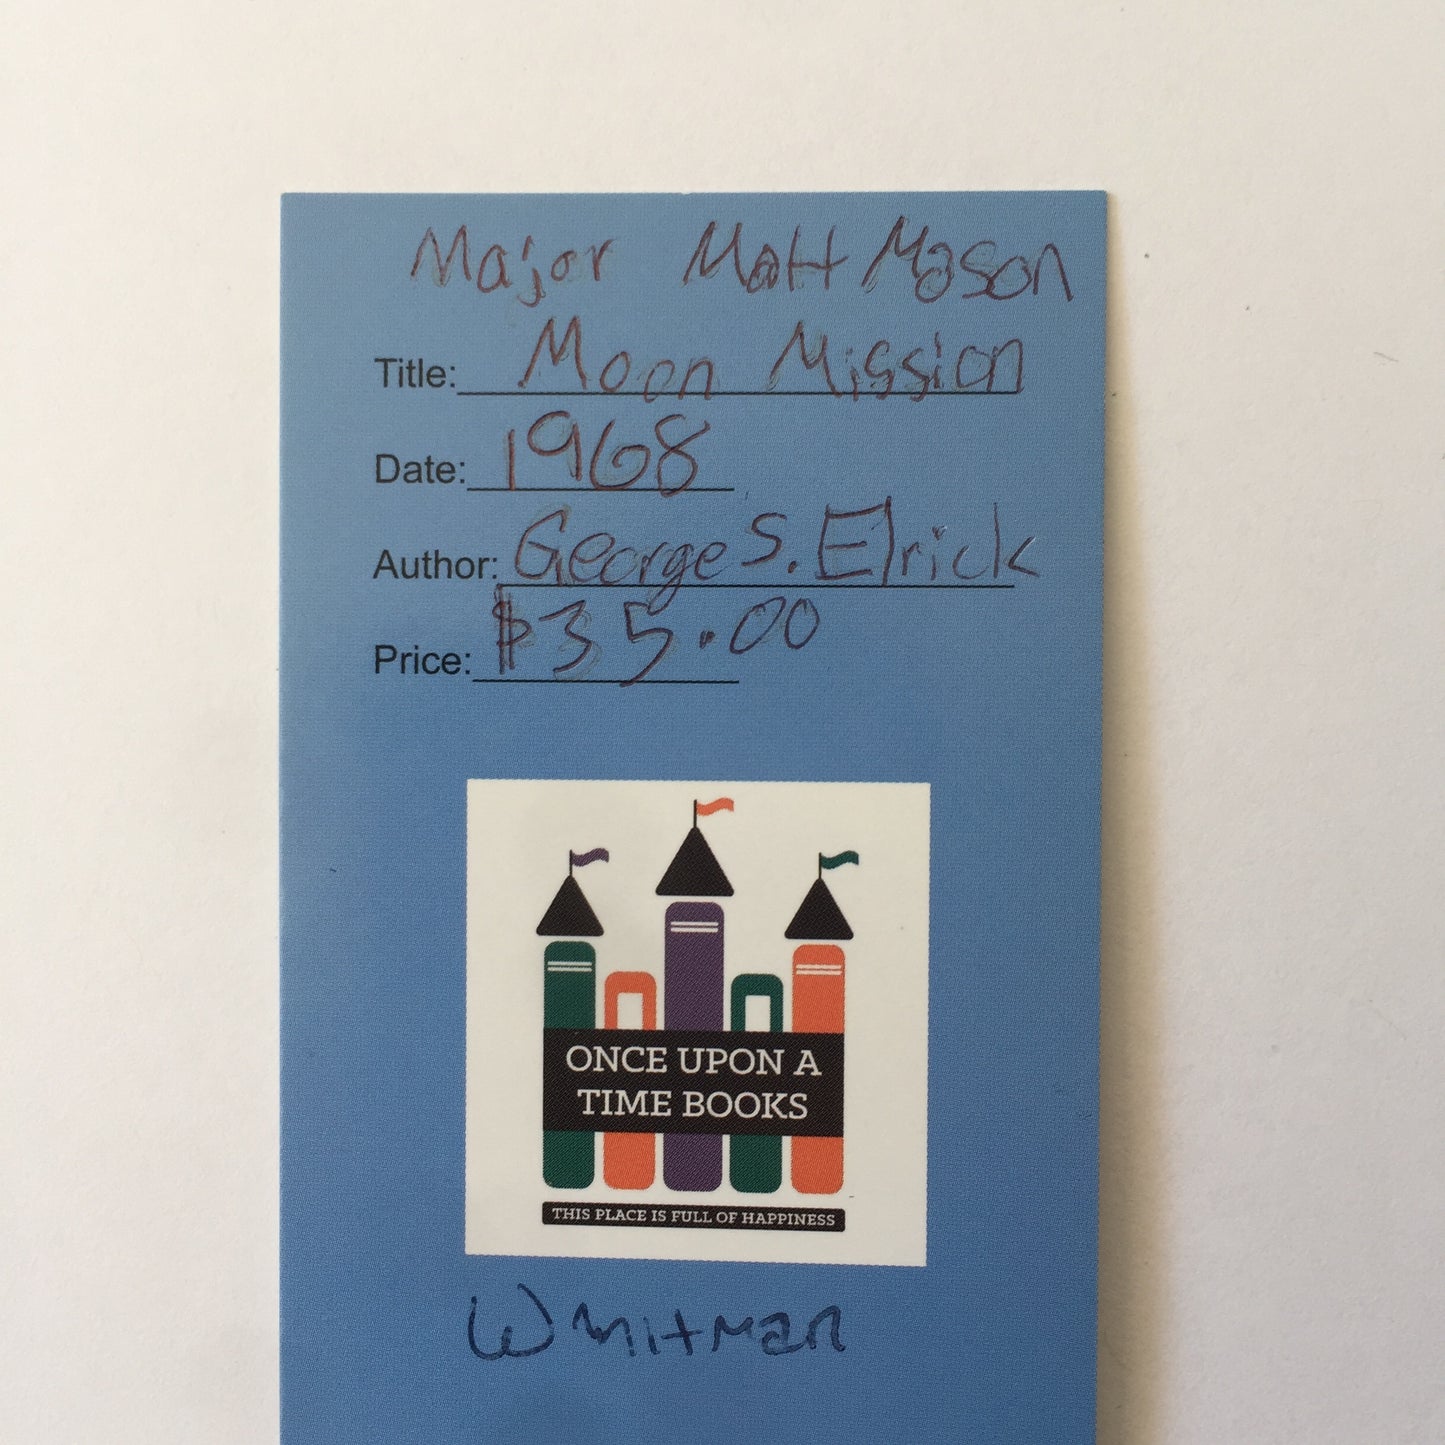 Major Matt Mason
Title: Moon Mission
Date: 1968
Author: George S. Elrick
Price: $35.00
ONCE UPON A
TIME BOOKS
THIS PLACE IS FULL OF HAPPINESS
Whitman